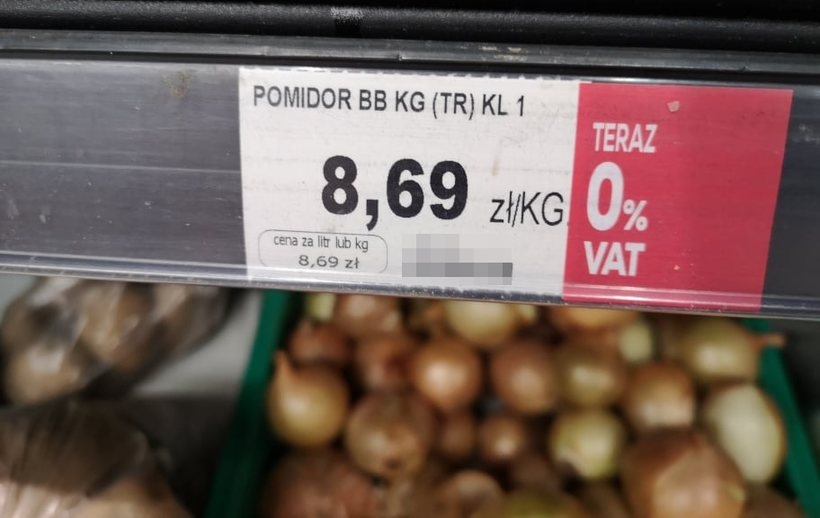 POMIDOR BB KG (TR) KL 1
8,69 zł/KG
cena za litr lub kg
8,69 zł
TERAZ
0%
VAT